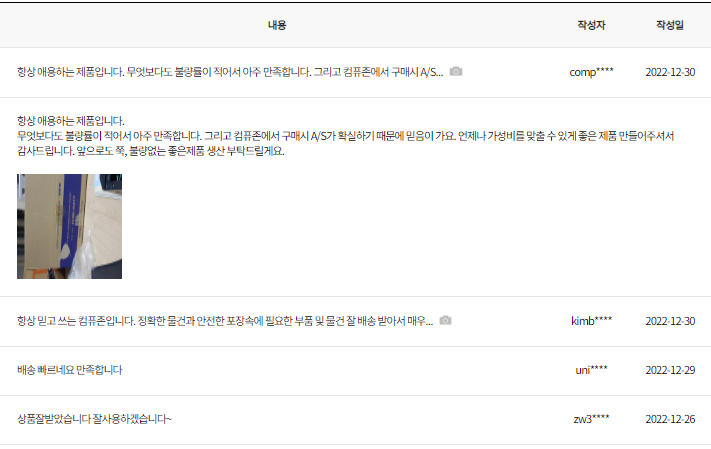 내용 작성자 작성일
항상 애용하는 제품입니다. 무엇보다도 불량률이 적어서 아주 만족합니다. 그리고 컴퓨존에서 구매시 A/S... comp**** 2022-12-30
항상 애용하는 제품입니다.
무엇보다도 불량률이 적어서 아주 만족합니다. 그리고 컴퓨존에서 구매시 A/S가 확실하기 때문에 믿음이 가요. 언제나 가성비를 맞출 수 있게 좋은 제품 만들어주셔서
감사드립니다. 앞으로도 쭉, 불량없는 좋은제품 생산 부탁드릴게요.
항상 믿고 쓰는 컴퓨존입니다. 정확한 물건과 안전한 포장속에 필요한 부품 및 물건 잘 배송 받아서 매우... kimb**** 2022-12-30
배송 빠르네요 만족합니다 uni**** 2022-12-29
상품잘받았습니다 잘사용하겠습니다~ zw3**** 2022-12-26